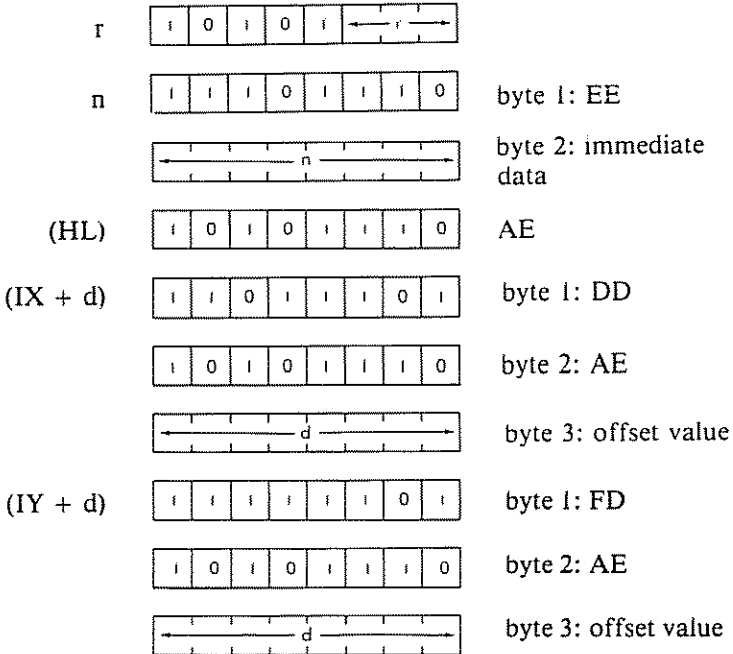 r 1 0 1 0 1 r
n 1 1 1 0 1 1 1 0 byte 1: EE
n byte 2: immediate
data
(HL) 1 0 1 0 1 1 1 0 AE
(IX + d) 1 1 0 1 1 1 0 1 byte 1: DD
1 0 1 0 1 1 1 0 byte 2: AE
d byte 3: offset value
(IY + d) 1 1 1 1 1 1 0 1 byte 1: FD
1 0 1 0 1 1 1 0 byte 2: AE
d byte 3: offset value